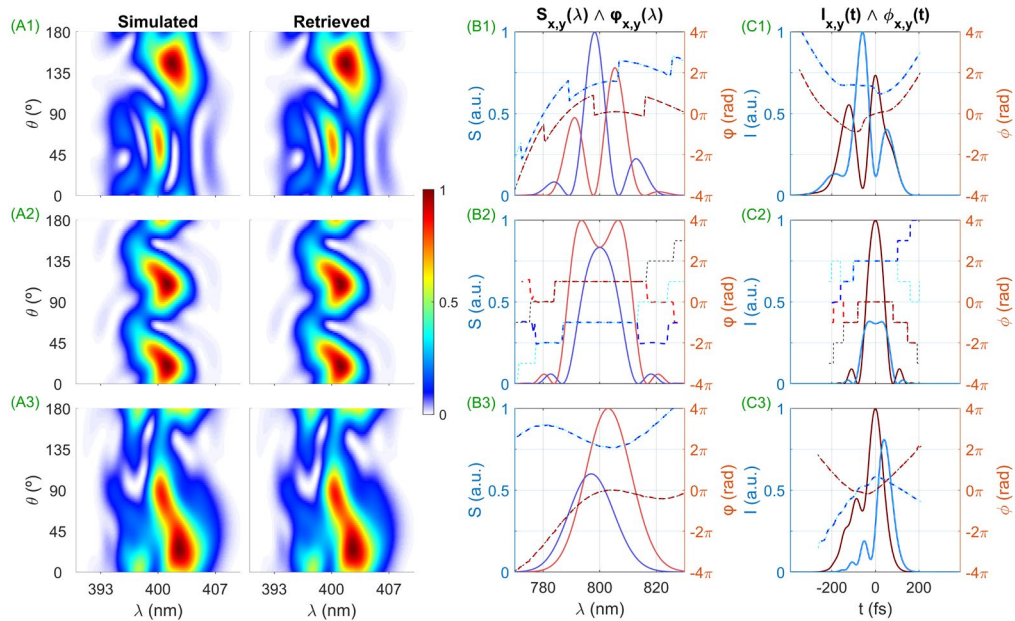 Simulated
Retrieved
S_x,y(λ) ∧ φ_x,y(λ)
I_x,y(t) ∧ ϕ_x,y(t)
(A1)
180
135
90
45
0
θ (º)
(B1)
1
0.5
0
S (a.u.)
4π
2π
0π
-2π
-4π
φ (rad)
(C1)
1
0.5
0
I (a.u.)
4π
2π
0π
-2π
-4π
ϕ (rad)
(A2)
180
135
90
45
0
θ (º)
1
0.5
0
(B2)
1
0.5
0
S (a.u.)
4π
2π
0π
-2π
-4π
φ (rad)
(C2)
1
0.5
0
I (a.u.)
4π
2π
0π
-2π
-4π
ϕ (rad)
(A3)
180
135
90
45
0
θ (º)
393 400 407
λ (nm)
393 400 407
λ (nm)
(B3)
1
0.5
0
S (a.u.)
4π
2π
0π
-2π
-4π
φ (rad)
780 800 820
λ (nm)
(C3)
1
0.5
0
I (a.u.)
4π
2π
0π
-2π
-4π
ϕ (rad)
-200 0 200
t (fs)